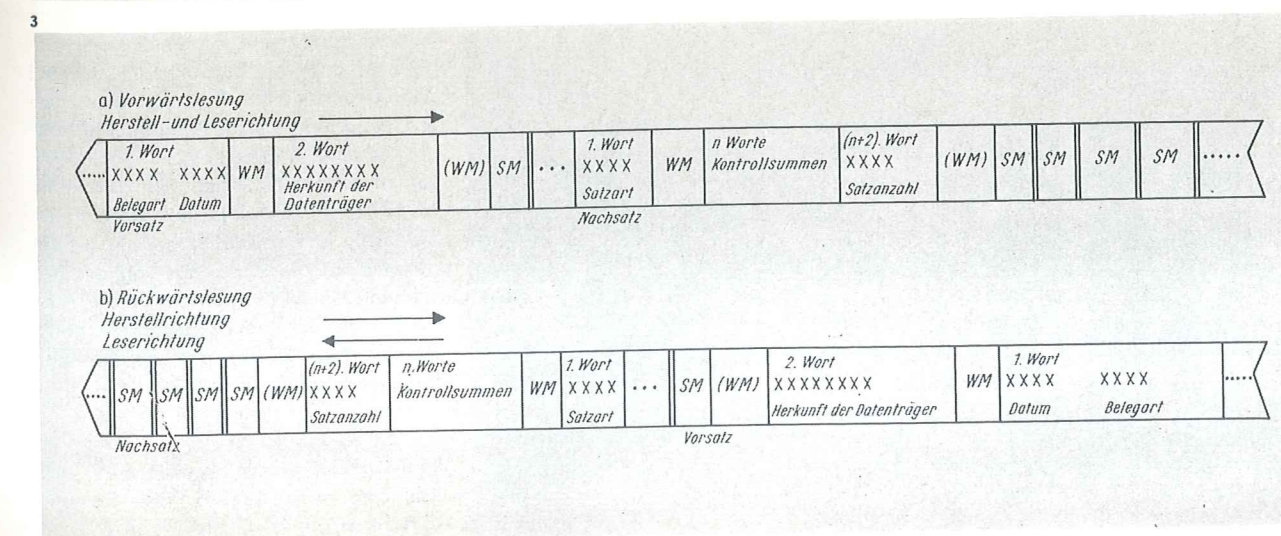 3
a) Vorwärtslesung
Herstell-und Leserichtung
1. Wort 2. Wort 1. Wort n Worte (n+2). Wort
..... XXXX XXXX WM XXXXXXXX (WM) SM ... XXXX WM Kontrollsummen XXXX (WM) SM SM SM SM .....
Belegart Datum Herkunft der Datenträger Satzart Satzanzahl
Vorsatz Nachsatz
b) Rückwärtslesung
Herstellrichtung
Leserichtung
(n+2). Wort n. Worte 1. Wort 2. Wort 1. Wort
.... SM SM SM SM (WM) XXXX Kontrollsummen WM XXXX ... SM (WM) XXXXXXXX WM XXXX XXXX .....
Satzanzahl Satzart Herkunft der Datenträger Datum Belegart
Nachsatz Vorsatz